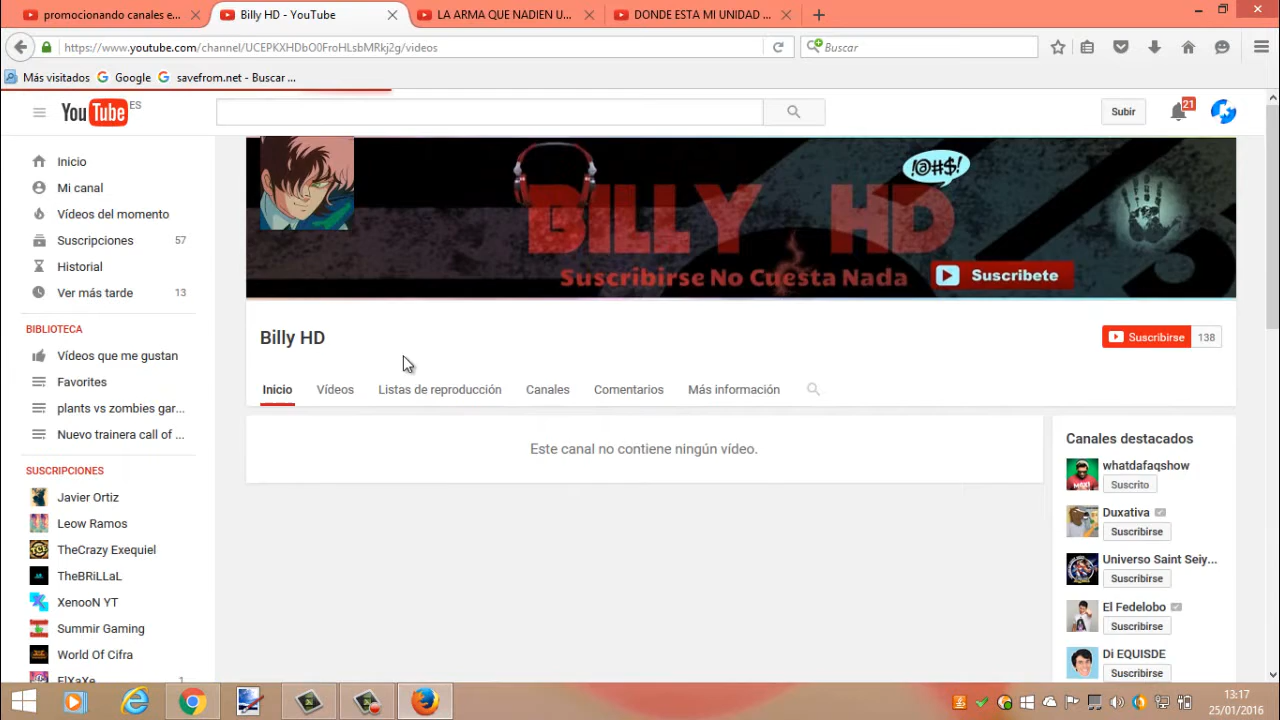 promocionando canales e...
Billy HD - YouTube
LA ARMA QUE NADIEN U...
DONDE ESTA MI UNIDAD ...
https://www.youtube.com/channel/UCEPKXHDbO0FroHLsbMRkj2g/videos
Buscar
Más visitados
Google
savefrom.net - Buscar ...
YouTube ES
Subir
21
Inicio
Mi canal
Vídeos del momento
Suscripciones 57
Historial
Ver más tarde 13
BIBLIOTECA
Vídeos que me gustan
Favorites
plants vs zombies gar...
Nuevo trainera call of ...
SUSCRIPCIONES
Javier Ortiz
Leow Ramos
TheCrazy Exequiel
TheBRiLLaL
XenooN YT
Summir Gaming
World Of Cifra
ElXaXe 1
!@#$!
BILLY HD
Suscribirse No Cuesta Nada
Suscribete
Billy HD
Suscribirse 138
Inicio
Vídeos
Listas de reproducción
Canales
Comentarios
Más información
Este canal no contiene ningún vídeo.
Canales destacados
whatdafaqshow
Suscrito
Duxativa
Suscribirse
Universo Saint Seiy...
Suscribirse
El Fedelobo
Suscribirse
Di EQUISDE
Suscribirse
13:17
25/01/2016